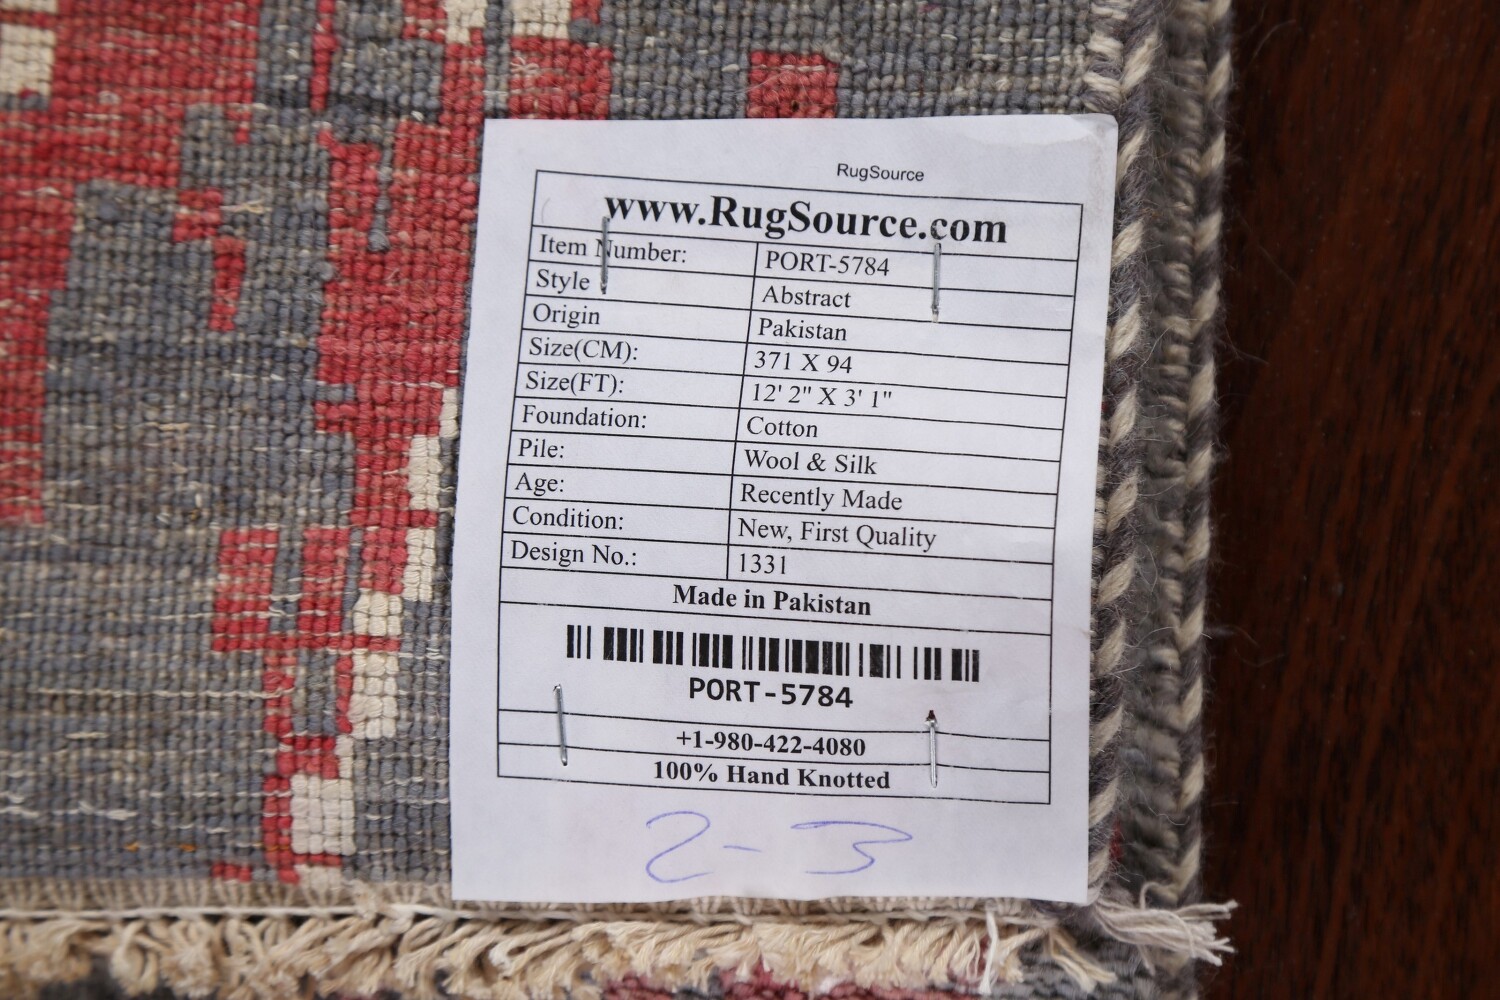 RugSource
www.RugSource.com
Item Number: PORT-5784
Style Abstract
Origin Pakistan
Size(CM): 371 X 94
Size(FT): 12' 2" X 3' 1"
Foundation: Cotton
Pile: Wool & Silk
Age: Recently Made
Condition: New, First Quality
Design No.: 1331
Made in Pakistan
PORT-5784
+1-980-422-4080
100% Hand Knotted
2-3